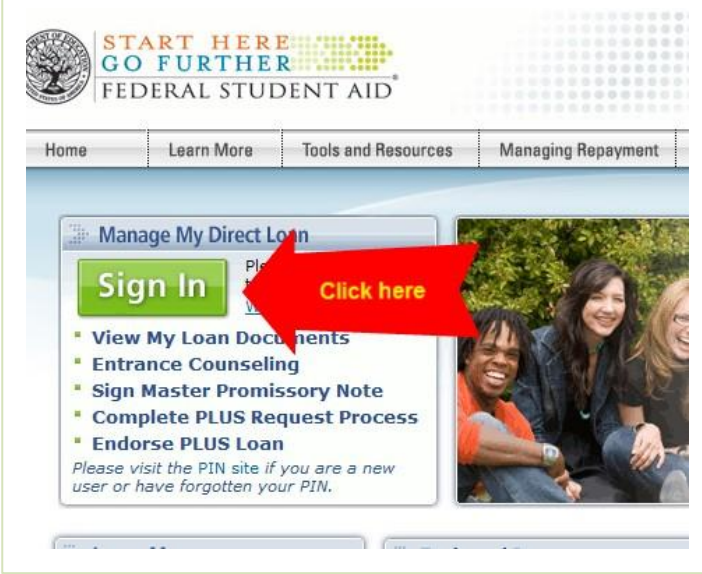 START HERE
GO FURTHER
FEDERAL STUDENT AID®
Home Learn More Tools and Resources Managing Repayment
Manage My Direct Loan
Sign In
Click here
View My Loan Documents
Entrance Counseling
Sign Master Promissory Note
Complete PLUS Request Process
Endorse PLUS Loan
Please visit the PIN site if you are a new
user or have forgotten your PIN.